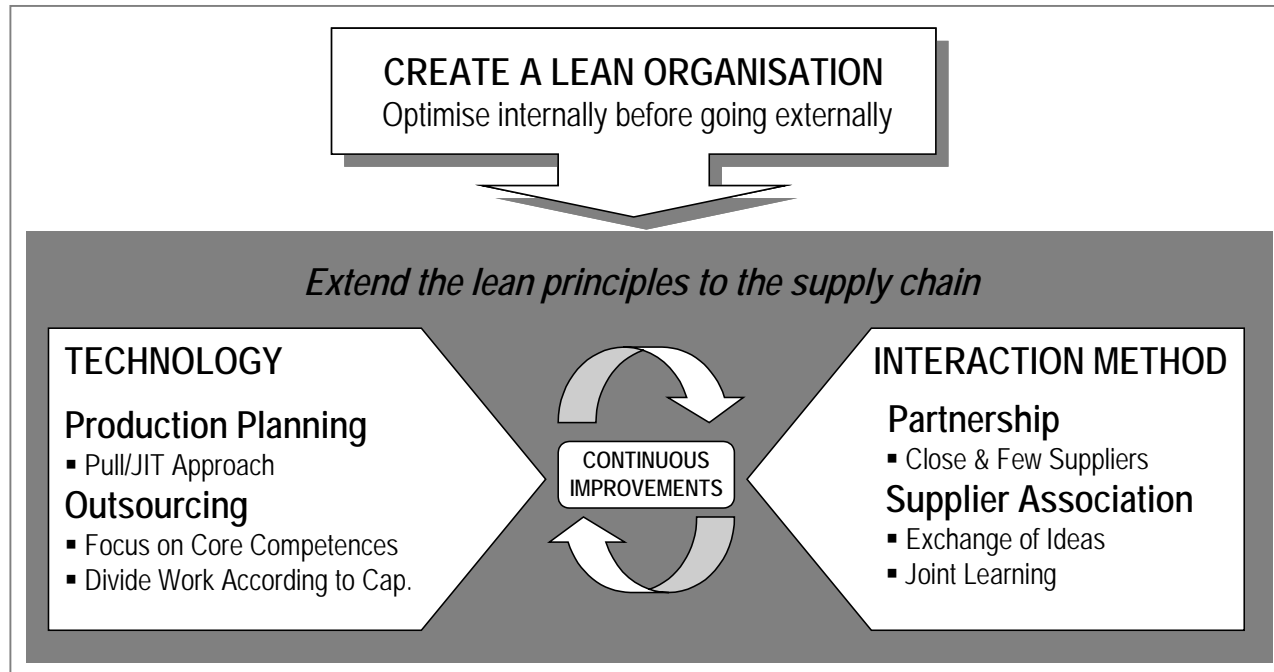 CREATE A LEAN ORGANISATION
Optimise internally before going externally
Extend the lean principles to the supply chain
TECHNOLOGY
Production Planning
▪ Pull/JIT Approach
Outsourcing
▪ Focus on Core Competences
▪ Divide Work According to Cap.
CONTINUOUS
IMPROVEMENTS
INTERACTION METHOD
Partnership
▪ Close & Few Suppliers
Supplier Association
▪ Exchange of Ideas
▪ Joint Learning